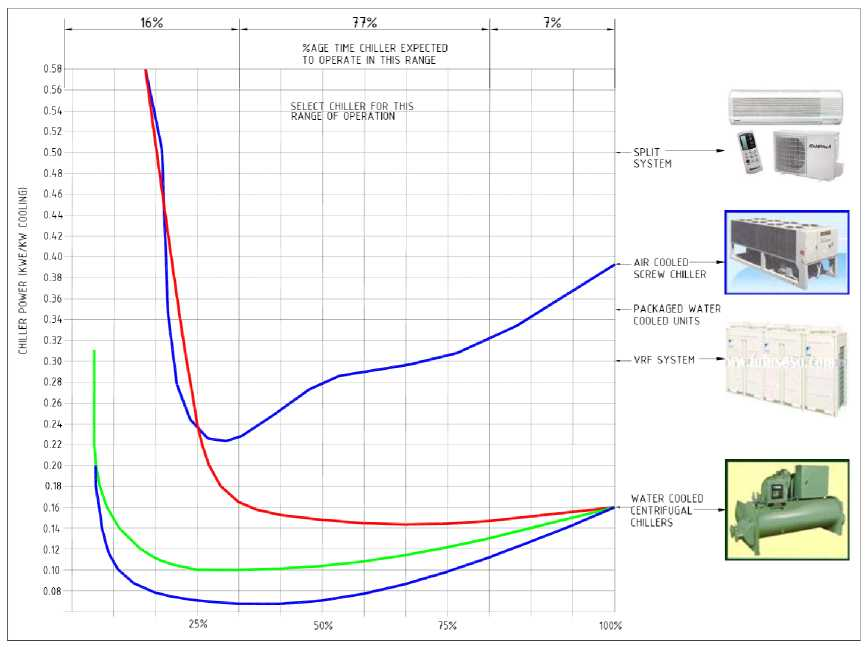 16%
77%
7%
%AGE TIME CHILLER EXPECTED
TO OPERATE IN THIS RANGE
SELECT CHILLER FOR THIS
RANGE OF OPERATION
CHILLER POWER (KWE/KW COOLING)
0.58
0.56
0.54
0.52
0.50
0.48
0.46
0.44
0.42
0.40
0.38
0.36
0.34
0.32
0.30
0.28
0.26
0.24
0.22
0.20
0.18
0.16
0.14
0.12
0.10
0.08
25%
50%
75%
100%
SPLIT
SYSTEM
AIR COOLED
SCREW CHILLER
PACKAGED WATER
COOLED UNITS
VRF SYSTEM
WATER COOLED
CENTRIFUGAL
CHILLERS